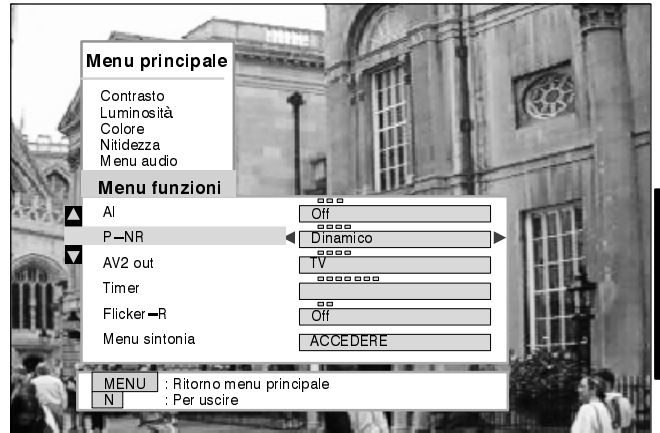 Menu principale
Contrasto
Luminosità
Colore
Nitidezza
Menu audio
Menu funzioni
AI Off
P–NR Dinamico
AV2 out TV
Timer
Flicker–R Off
Menu sintonia ACCEDERE
MENU : Ritorno menu principale
N : Per uscire